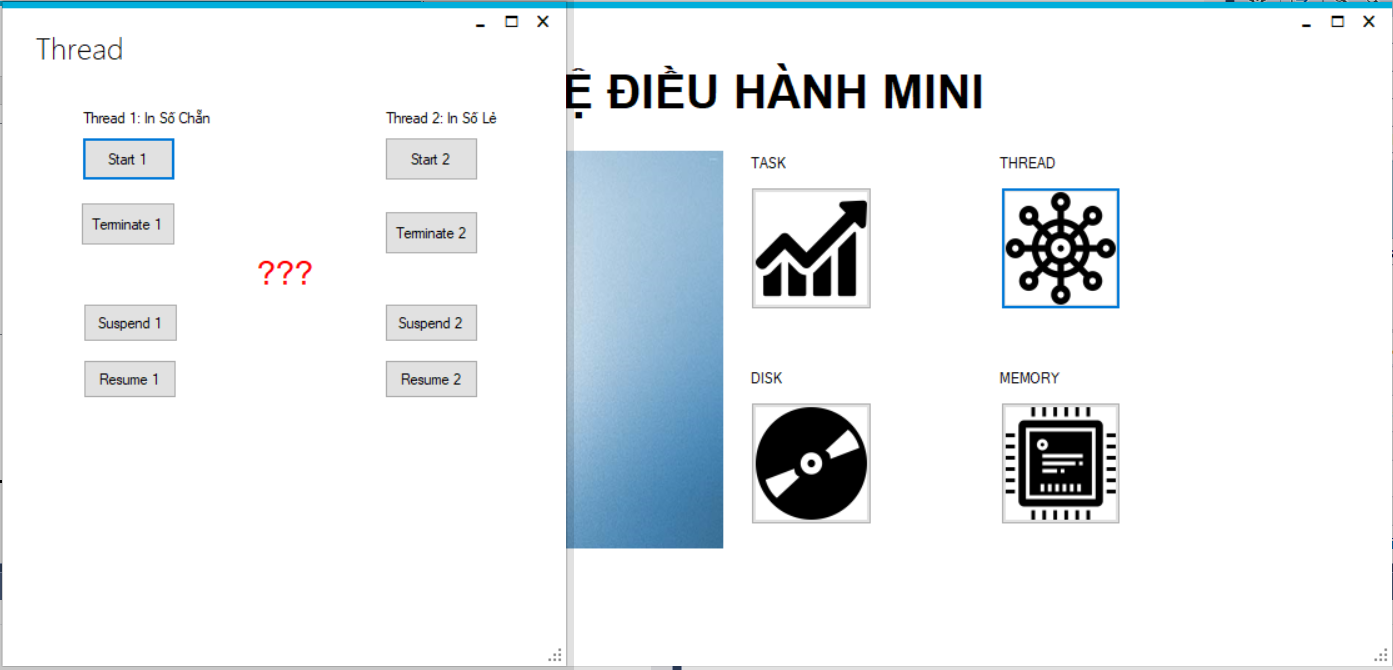 Thread
Thread 1: In Số Chẵn
Thread 2: In Số Lẻ
Start 1
Start 2
Terminate 1
Terminate 2
???
Suspend 1
Suspend 2
Resume 1
Resume 2
Ệ ĐIỀU HÀNH MINI
TASK
THREAD
DISK
MEMORY